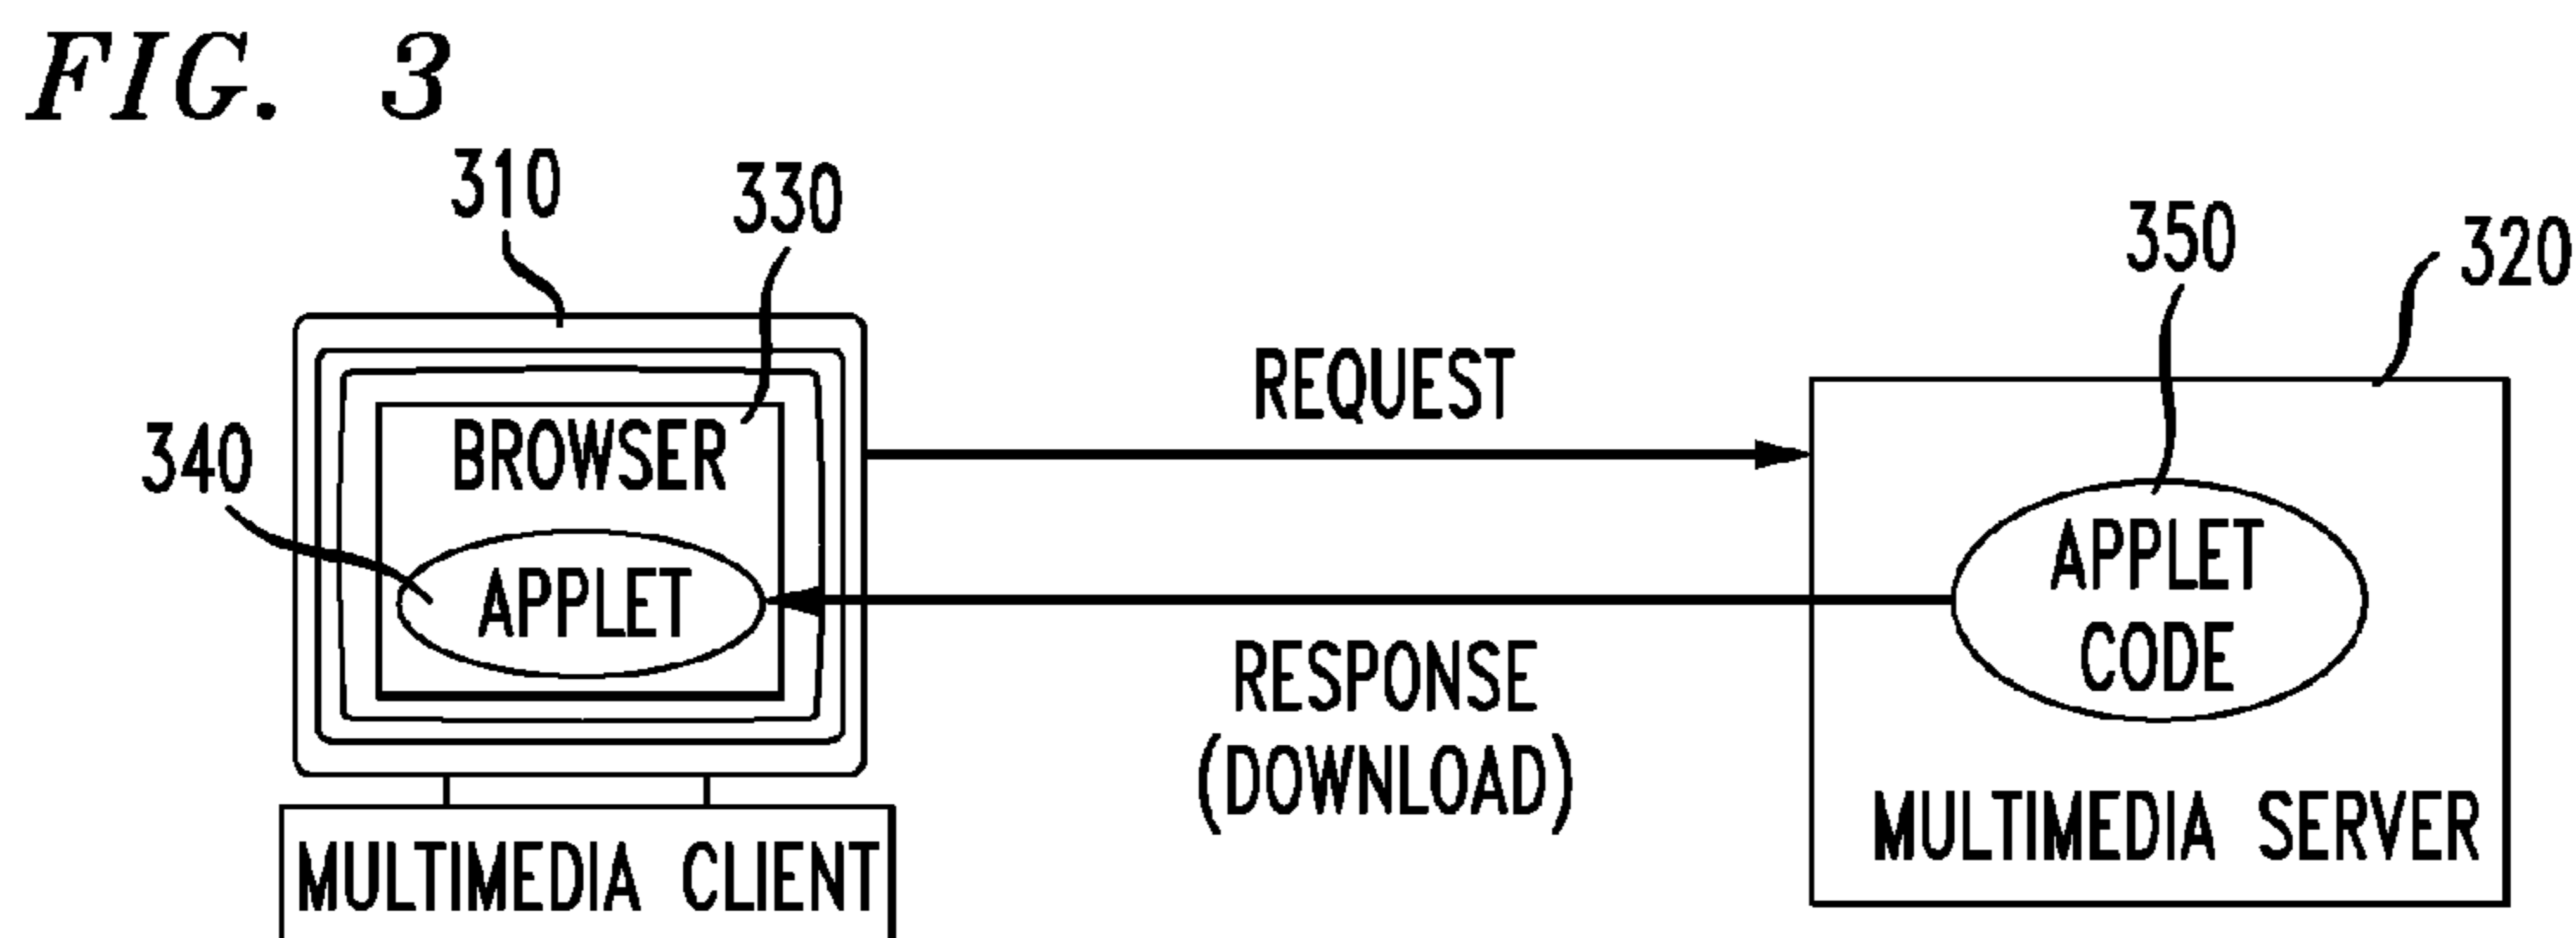 FIG. 3
310
330
350
320
REQUEST
340
BROWSER
APPLET
APPLET
CODE
RESPONSE
(DOWNLOAD)
MULTIMEDIA SERVER
MULTIMEDIA CLIENT